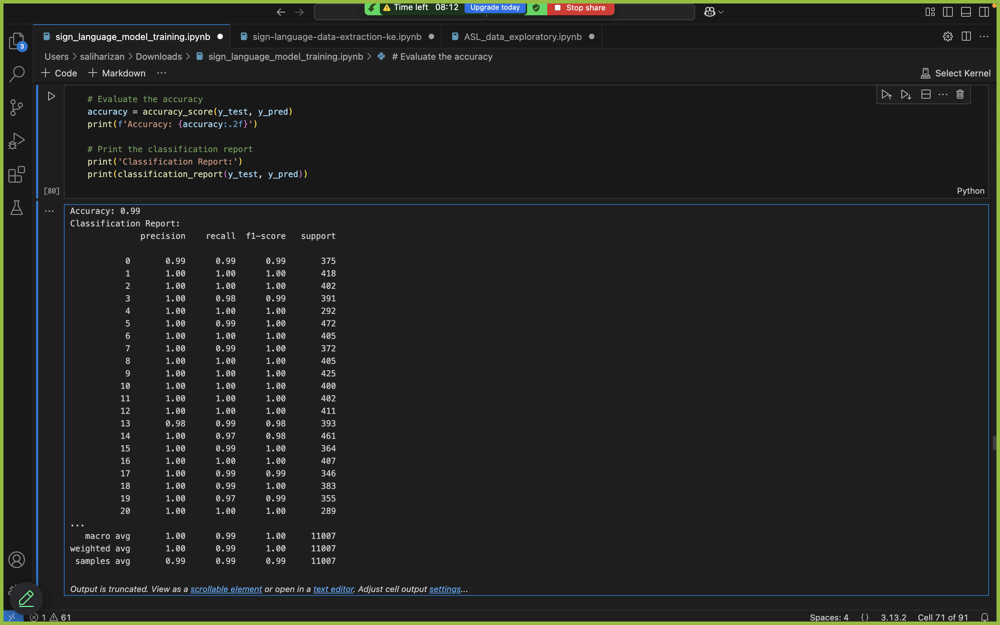 Time left 08:12 Upgrade today Stop share
sign_language_model_training.ipynb sign-language-data-extraction-ke.ipynb ASL_data_exploratory.ipynb
3
Users > saliharizan > Downloads > sign_language_model_training.ipynb > # Evaluate the accuracy
+ Code + Markdown ... Select Kernel
# Evaluate the accuracy
accuracy = accuracy_score(y_test, y_pred)
print(f'Accuracy: {accuracy:.2f}')
# Print the classification report
print('Classification Report:')
print(classification_report(y_test, y_pred))
[80] Python
... Accuracy: 0.99
Classification Report:
precision recall f1-score support
0 0.99 0.99 0.99 375
1 1.00 1.00 1.00 418
2 1.00 1.00 1.00 402
3 1.00 0.98 0.99 391
4 1.00 1.00 1.00 292
5 1.00 0.99 1.00 472
6 1.00 1.00 1.00 405
7 1.00 0.99 1.00 372
8 1.00 1.00 1.00 405
9 1.00 1.00 1.00 425
10 1.00 1.00 1.00 400
11 1.00 1.00 1.00 402
12 1.00 1.00 1.00 411
13 0.98 0.99 0.98 393
14 1.00 0.97 0.98 461
15 1.00 0.99 1.00 364
16 1.00 1.00 1.00 407
17 1.00 0.99 0.99 346
18 1.00 0.99 1.00 383
19 1.00 0.97 0.99 355
20 1.00 1.00 1.00 289
...
macro avg 1.00 0.99 1.00 11007
weighted avg 1.00 0.99 1.00 11007
samples avg 0.99 0.99 0.99 11007
Output is truncated. View as a scrollable element or open in a text editor. Adjust cell output settings...
1 61 Spaces: 4 {} 3.13.2 Cell 71 of 91